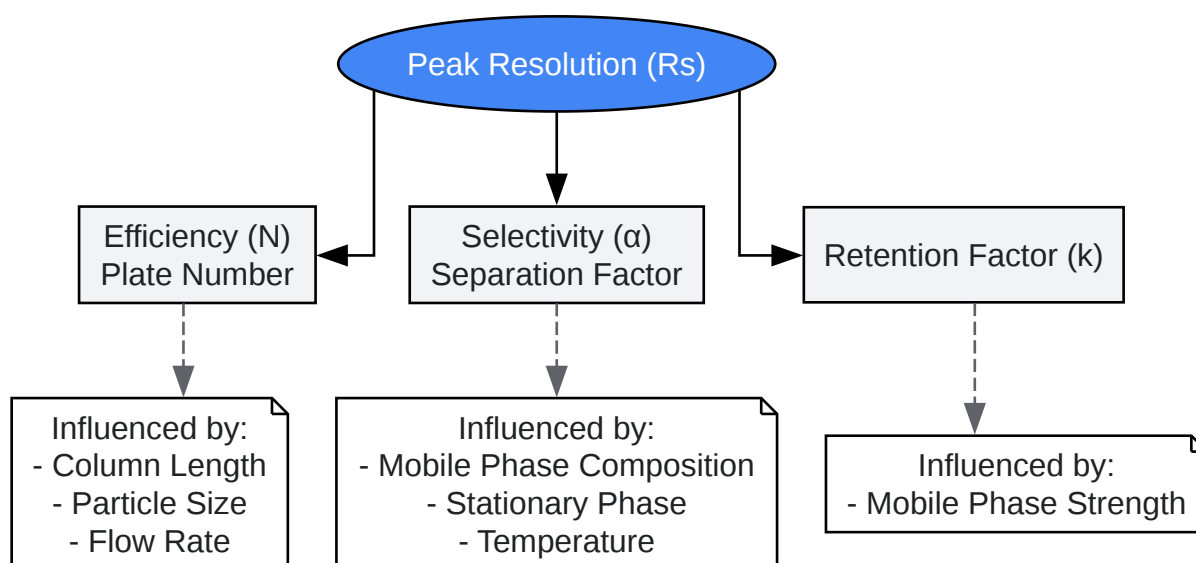 Peak Resolution (Rs)
Efficiency (N)
Plate Number
Selectivity (α)
Separation Factor
Retention Factor (k)
Influenced by:
- Column Length
- Particle Size
- Flow Rate
Influenced by:
- Mobile Phase Composition
- Stationary Phase
- Temperature
Influenced by:
- Mobile Phase Strength